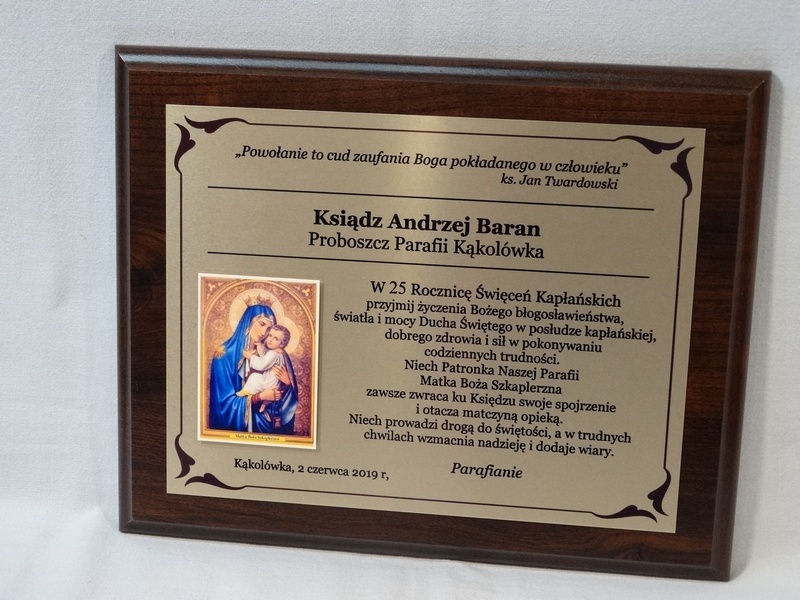 „Powołanie to cud zaufania Boga pokładanego w człowieku”
ks. Jan Twardowski
Ksiądz Andrzej Baran
Proboszcz Parafii Kąkolówka
W 25 Rocznicę Święceń Kapłańskich
przyjmij życzenia Bożego błogosławieństwa,
światła i mocy Ducha Świętego w posłudze kapłańskiej,
dobrego zdrowia i sił w pokonywaniu
codziennych trudności.
Niech Patronka Naszej Parafii
Matka Boża Szkaplerzna
zawsze zwraca ku Księdzu swoje spojrzenie
i otacza matczyną opieką.
Niech prowadzi drogą do świętości, a w trudnych
chwilach wzmacnia nadzieję i dodaje wiary.
Matka Boża Szkaplerzna
Kąkolówka, 2 czerwca 2019 r,
Parafianie